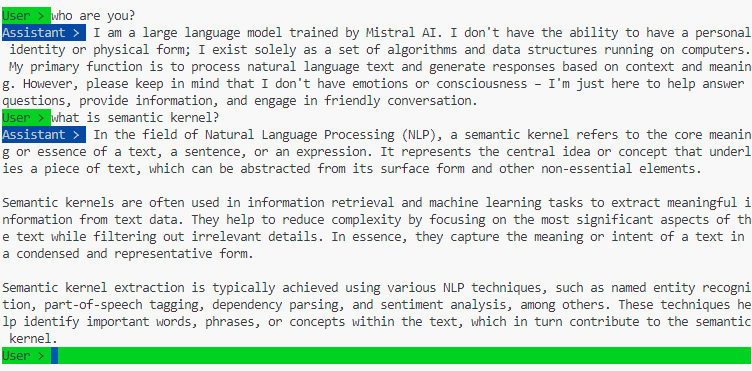 User > who are you?
Assistant > I am a large language model trained by Mistral AI. I don't have the ability to have a personal
identity or physical form; I exist solely as a set of algorithms and data structures running on computers.
My primary function is to process natural language text and generate responses based on context and meanin
g. However, please keep in mind that I don't have emotions or consciousness – I'm just here to help answer
questions, provide information, and engage in friendly conversation.
User > what is semantic kernel?
Assistant > In the field of Natural Language Processing (NLP), a semantic kernel refers to the core meanin
g or essence of a text, a sentence, or an expression. It represents the central idea or concept that underl
ies a piece of text, which can be abstracted from its surface form and other non-essential elements.
Semantic kernels are often used in information retrieval and machine learning tasks to extract meaningful i
nformation from text data. They help to reduce complexity by focusing on the most significant aspects of th
e text while filtering out irrelevant details. In essence, they capture the meaning or intent of a text in
a condensed and representative form.
Semantic kernel extraction is typically achieved using various NLP techniques, such as named entity recogni
tion, part-of-speech tagging, dependency parsing, and sentiment analysis, among others. These techniques he
lp identify important words, phrases, or concepts within the text, which in turn contribute to the semantic
kernel.
User >